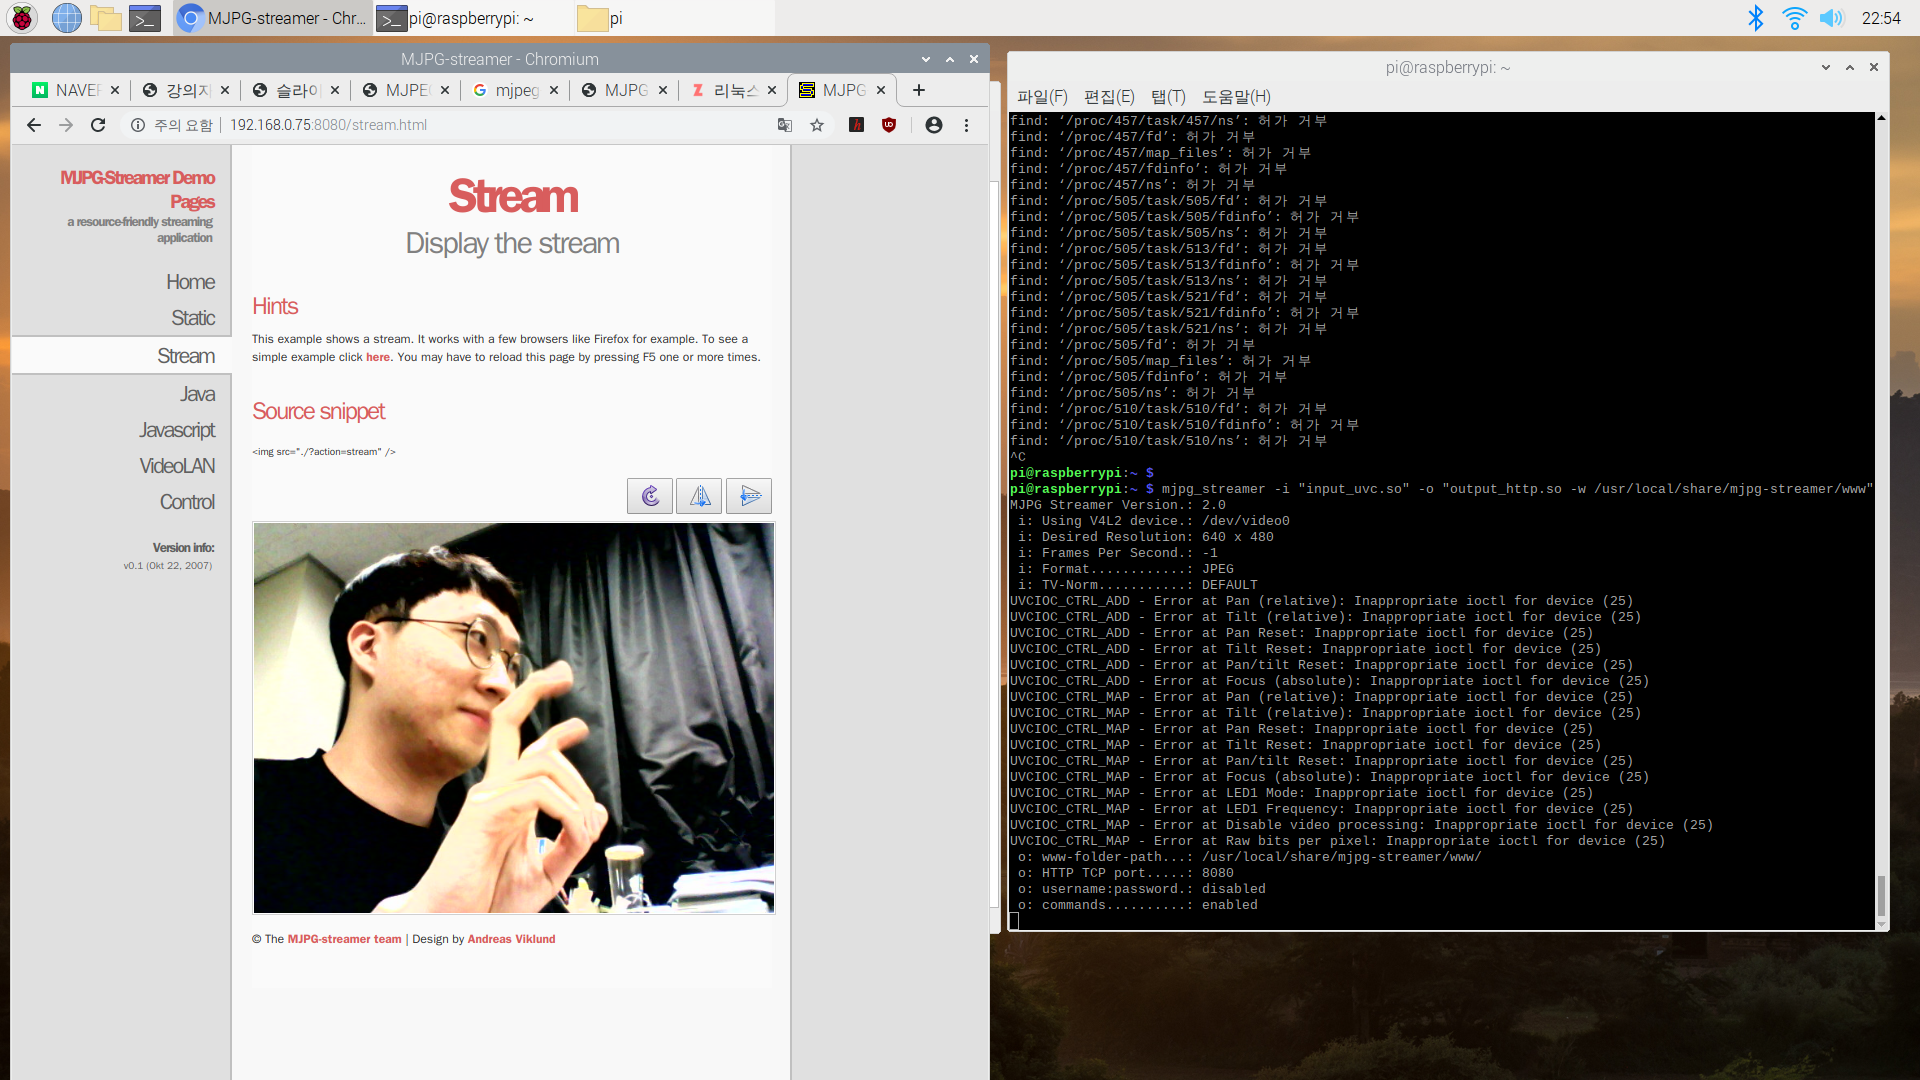 MJPG-streamer - Chr...
pi@raspberrypi: ~
pi
22:54
MJPG-streamer - Chromium
NAVER
강의자
슬라이
MJPEG
mjpeg
MJPG
리눅스
MJPG
주의 요함
192.168.0.75:8080/stream.html
MJPG-Streamer Demo
Pages
a resource-friendly streaming
application
Home
Static
Stream
Java
Javascript
VideoLAN
Control
Version info:
v0.1 (Okt 22, 2007)
Stream
Display the stream
Hints
This example shows a stream. It works with a few browsers like Firefox for example. To see a
simple example click here. You may have to reload this page by pressing F5 one or more times.
Source snippet
<img src="./?action=stream" />
© The MJPG-streamer team | Design by Andreas Viklund
pi@raspberrypi: ~
파일(F) 편집(E) 탭(T) 도움말(H)
find: ‘/proc/457/task/457/ns’: 허가 거부
find: ‘/proc/457/fd’: 허가 거부
find: ‘/proc/457/map_files’: 허가 거부
find: ‘/proc/457/fdinfo’: 허가 거부
find: ‘/proc/457/ns’: 허가 거부
find: ‘/proc/505/task/505/fd’: 허가 거부
find: ‘/proc/505/task/505/fdinfo’: 허가 거부
find: ‘/proc/505/task/505/ns’: 허가 거부
find: ‘/proc/505/task/513/fd’: 허가 거부
find: ‘/proc/505/task/513/fdinfo’: 허가 거부
find: ‘/proc/505/task/513/ns’: 허가 거부
find: ‘/proc/505/task/521/fd’: 허가 거부
find: ‘/proc/505/task/521/fdinfo’: 허가 거부
find: ‘/proc/505/task/521/ns’: 허가 거부
find: ‘/proc/505/fd’: 허가 거부
find: ‘/proc/505/map_files’: 허가 거부
find: ‘/proc/505/fdinfo’: 허가 거부
find: ‘/proc/505/ns’: 허가 거부
find: ‘/proc/510/task/510/fd’: 허가 거부
find: ‘/proc/510/task/510/fdinfo’: 허가 거부
find: ‘/proc/510/task/510/ns’: 허가 거부
^C
pi@raspberrypi:~ $
pi@raspberrypi:~ $ mjpg_streamer -i "input_uvc.so" -o "output_http.so -w /usr/local/share/mjpg-streamer/www"
MJPG Streamer Version.: 2.0
i: Using V4L2 device.: /dev/video0
i: Desired Resolution: 640 x 480
i: Frames Per Second.: -1
i: Format............: JPEG
i: TV-Norm...........: DEFAULT
UVCIOC_CTRL_ADD - Error at Pan (relative): Inappropriate ioctl for device (25)
UVCIOC_CTRL_ADD - Error at Tilt (relative): Inappropriate ioctl for device (25)
UVCIOC_CTRL_ADD - Error at Pan Reset: Inappropriate ioctl for device (25)
UVCIOC_CTRL_ADD - Error at Tilt Reset: Inappropriate ioctl for device (25)
UVCIOC_CTRL_ADD - Error at Pan/tilt Reset: Inappropriate ioctl for device (25)
UVCIOC_CTRL_ADD - Error at Focus (absolute): Inappropriate ioctl for device (25)
UVCIOC_CTRL_MAP - Error at Pan (relative): Inappropriate ioctl for device (25)
UVCIOC_CTRL_MAP - Error at Tilt (relative): Inappropriate ioctl for device (25)
UVCIOC_CTRL_MAP - Error at Pan Reset: Inappropriate ioctl for device (25)
UVCIOC_CTRL_MAP - Error at Tilt Reset: Inappropriate ioctl for device (25)
UVCIOC_CTRL_MAP - Error at Pan/tilt Reset: Inappropriate ioctl for device (25)
UVCIOC_CTRL_MAP - Error at Focus (absolute): Inappropriate ioctl for device (25)
UVCIOC_CTRL_MAP - Error at LED1 Mode: Inappropriate ioctl for device (25)
UVCIOC_CTRL_MAP - Error at LED1 Frequency: Inappropriate ioctl for device (25)
UVCIOC_CTRL_MAP - Error at Disable video processing: Inappropriate ioctl for device (25)
UVCIOC_CTRL_MAP - Error at Raw bits per pixel: Inappropriate ioctl for device (25)
o: www-folder-path...: /usr/local/share/mjpg-streamer/www/
o: HTTP TCP port.....: 8080
o: username:password.: disabled
o: commands..........: enabled